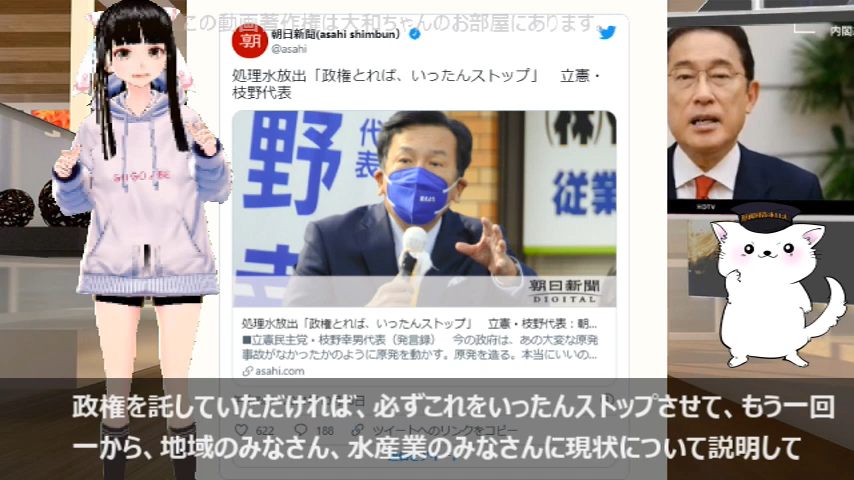 この動画著作権は大和ちゃんのお部屋にあります。
朝日新聞(asahi shimbun)
@asahi
処理水放出「政権とれば、いったんストップ」　立憲・
枝野代表
野
代表
従業
朝日新聞
DIGITAL
処理水放出「政権とれば、いったんストップ」　立憲・枝野代表：朝...
■立憲民主党・枝野幸男代表（発言録）　今の政府は、あの大変な原発
事故がなかったかのように原発を動かす。原発を造る。本当にいいの...
asahi.com
622
188
ツイートへのリンクをコピー
内閣
HDTV
政権を託していただければ、必ずこれをいったんストップさせて、もう一回
一から、地域のみなさん、水産業のみなさんに現状について説明して